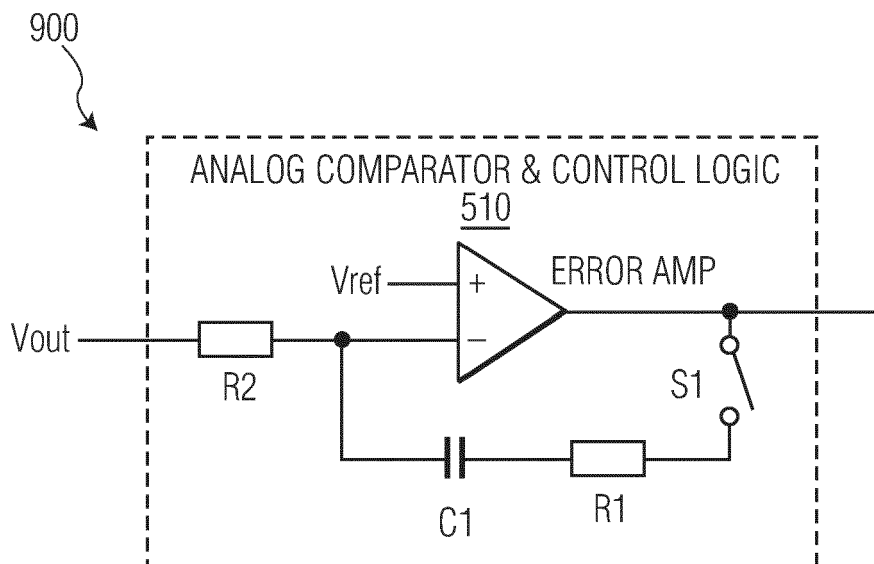 900
ANALOG COMPARATOR & CONTROL LOGIC
510
Vref
+
ERROR AMP
Vout
−
R2
S1
C1
R1